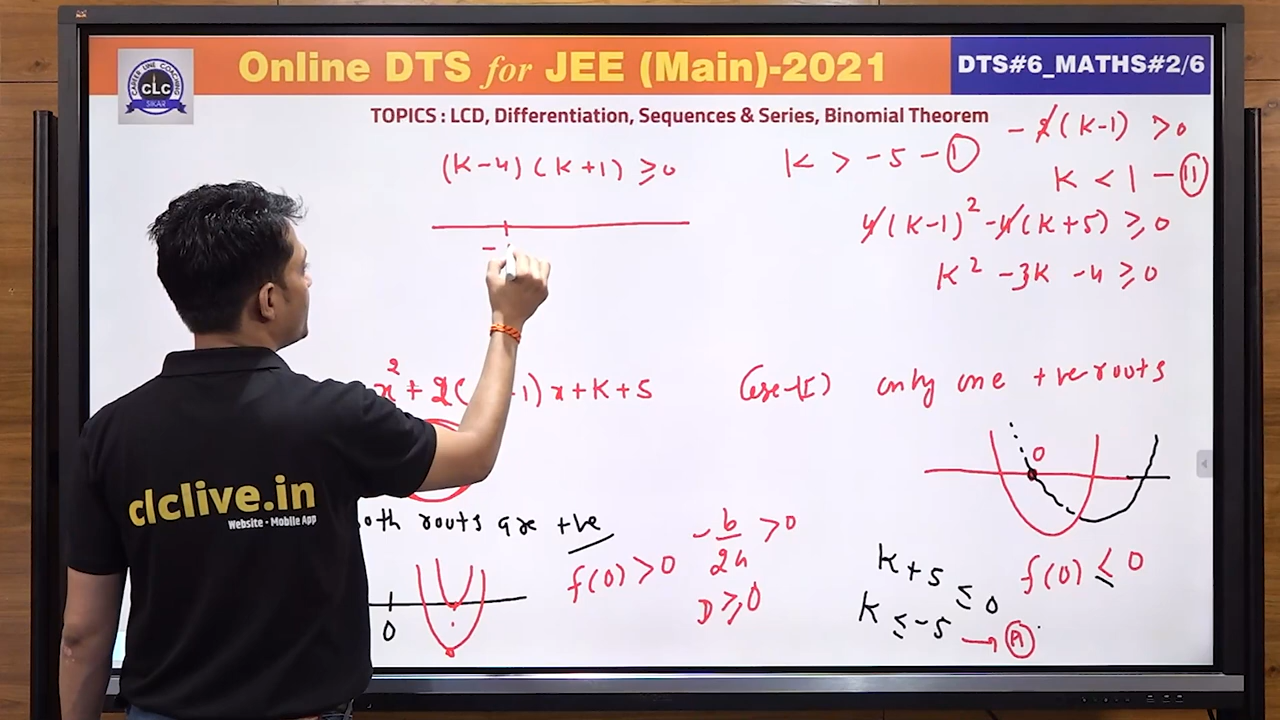 Online DTS for JEE (Main)-2021
DTS#6_MATHS#2/6
CAREER LINE COACHING
CLC
SIKAR
TOPICS : LCD, Differentiation, Sequences & Series, Binomial Theorem
(K-4)(K+1) ≥ 0
K > -5 - I
-2(K-1) > 0
K < 1 - II
4(K-1)² - 4(K+5) ≥ 0
K² - 3K - 4 ≥ 0
x² + 2( -1)x + K + 5
Case-II) only one +ve roots
0
both roots are +ve
f(0) > 0
-b/2a > 0
D ≥ 0
0
f(0) ≤ 0
K+5 ≤ 0
K ≤ -5 → A
clclive.in
Website • Mobile App